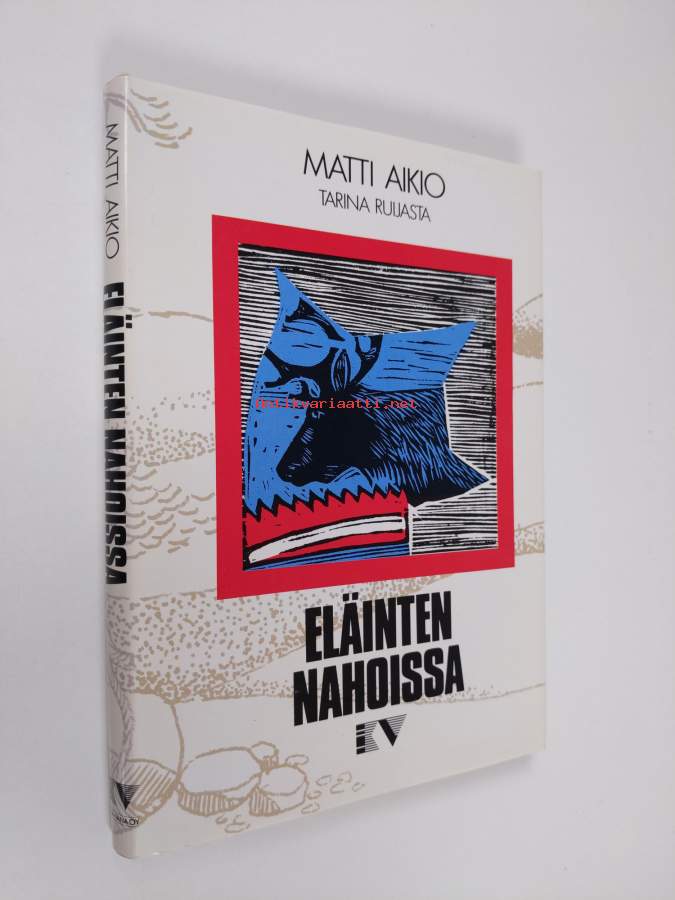 MATTI AIKIO
TARINA RUIJASTA
antikvariaatti.net
ELÄINTEN
NAHOISSA
KV
MATTI AIKIO
ELÄINTEN NAHOISSA